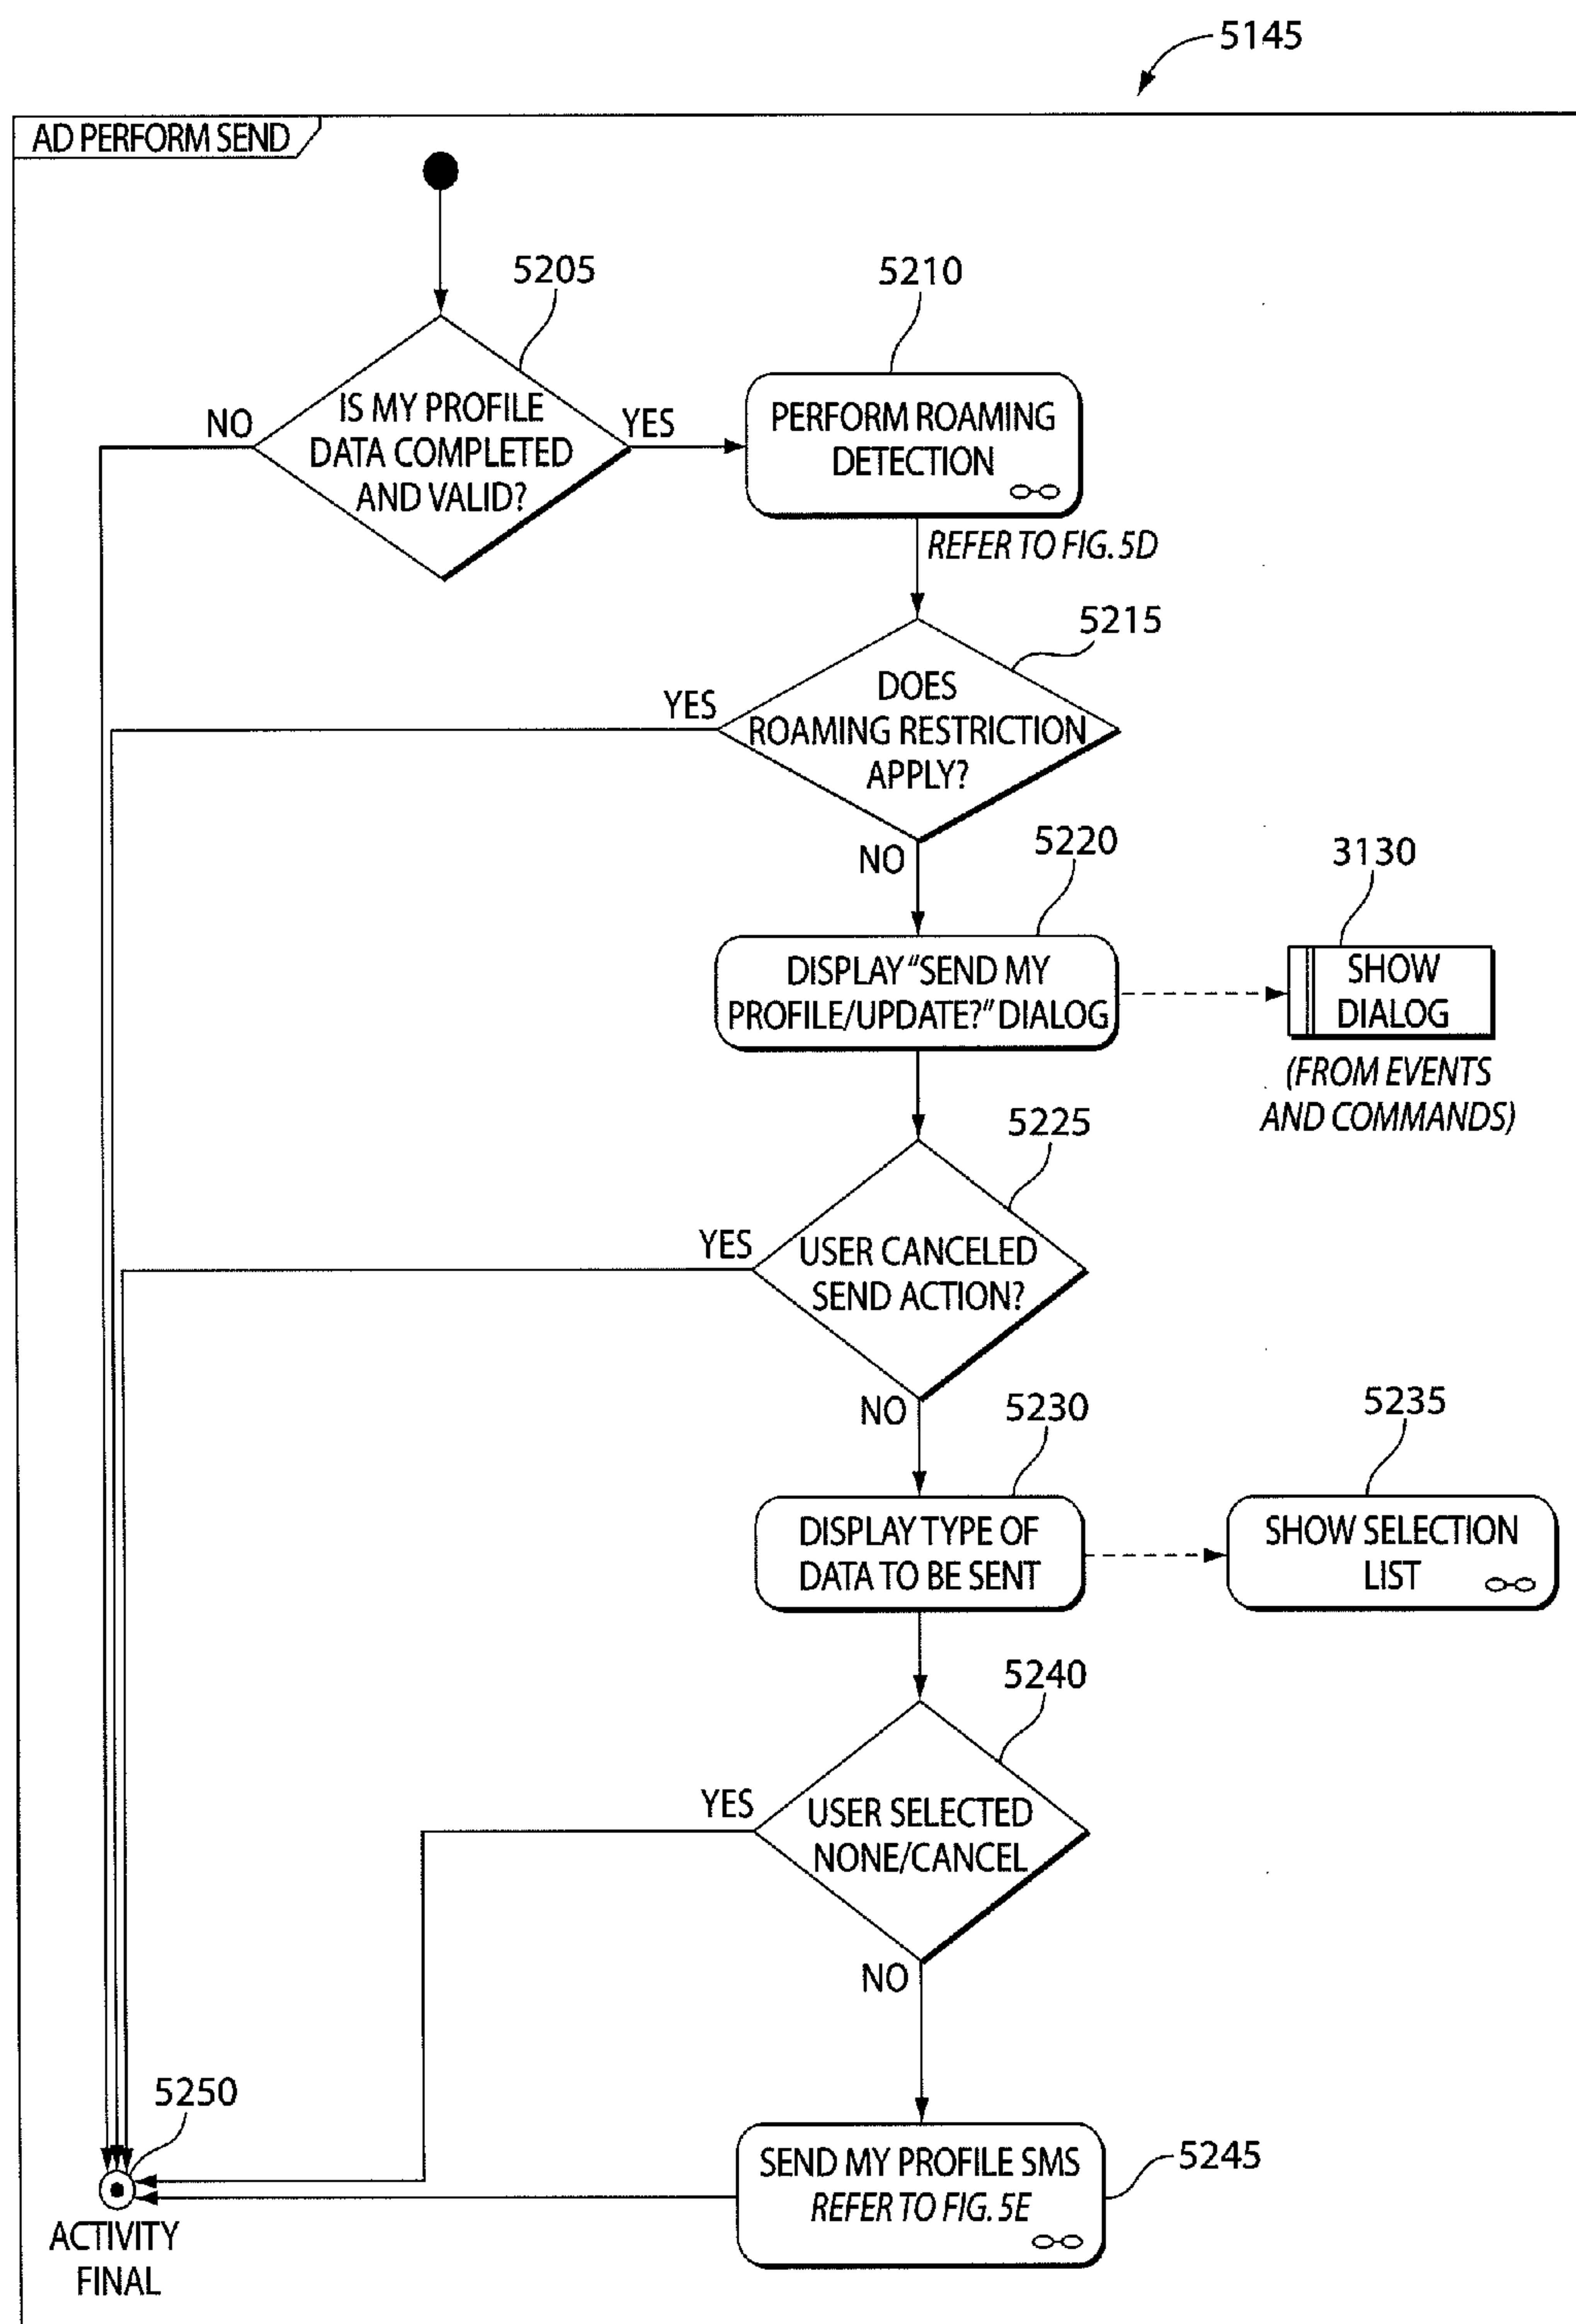 5145
AD PERFORM SEND
5205
5210
IS MY PROFILE
DATA COMPLETED
AND VALID?
NO
YES
PERFORM ROAMING
DETECTION
REFER TO FIG. 5D
5215
DOES
ROAMING RESTRICTION
APPLY?
YES
NO
5220
3130
DISPLAY "SEND MY
PROFILE/UPDATE?" DIALOG
SHOW
DIALOG
(FROM EVENTS
AND COMMANDS)
5225
YES
USER CANCELED
SEND ACTION?
NO
5230
5235
DISPLAY TYPE OF
DATA TO BE SENT
SHOW SELECTION
LIST
5240
YES
USER SELECTED
NONE/CANCEL
NO
5250
SEND MY PROFILE SMS
REFER TO FIG. 5E
5245
ACTIVITY
FINAL